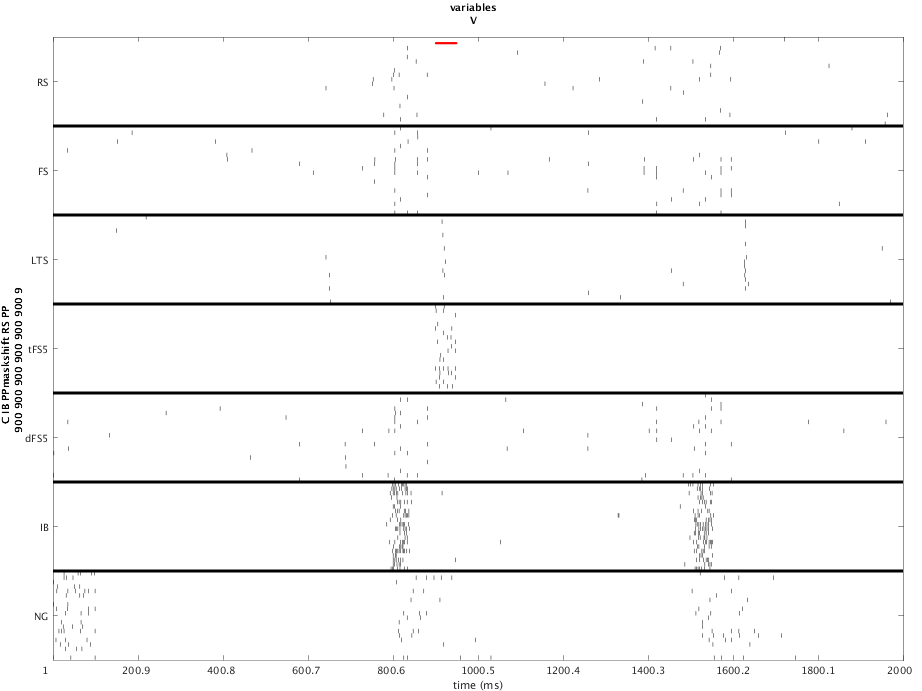 variables
V
C IB PPmaskshift RS PP
900 900 900 900 900 900 9
RS
FS
LTS
tFS5
dFS5
IB
NG
1 200.9 400.8 600.7 800.6 1000.5 1200.4 1400.3 1600.2 1800.1 2000
time (ms)